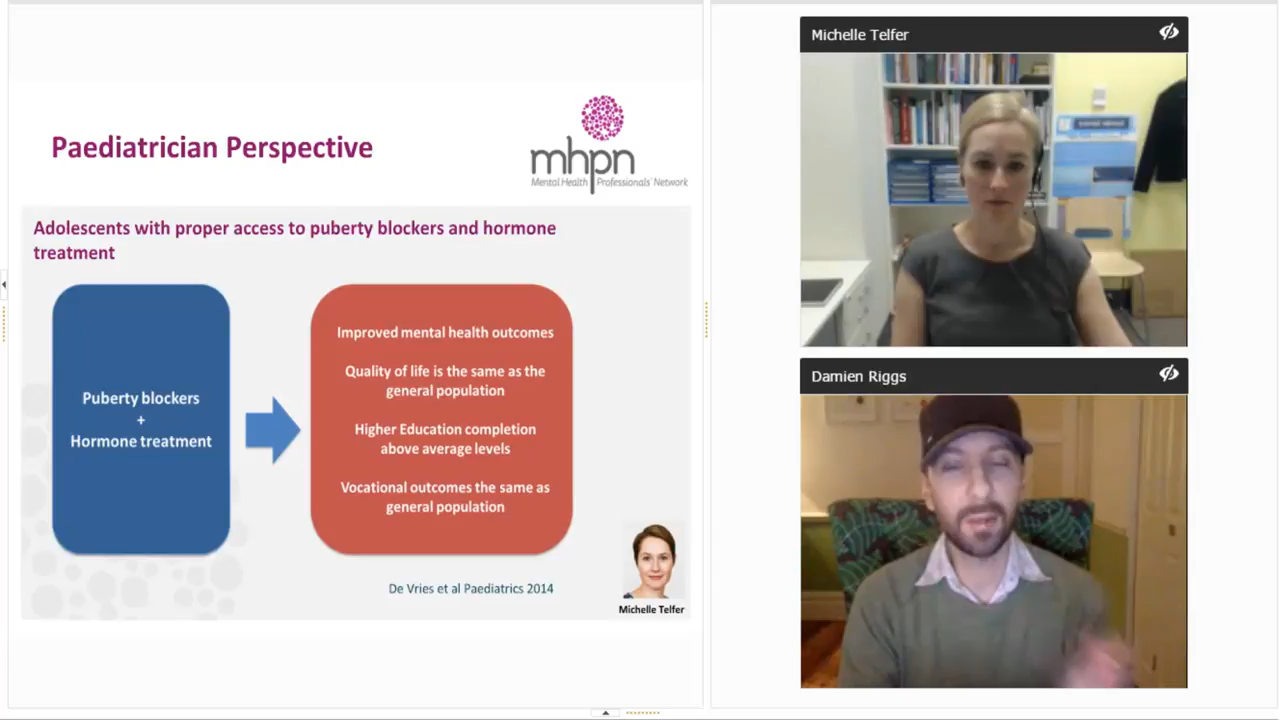 Paediatrician Perspective
mhpn
Mental Health Professionals' Network
Adolescents with proper access to puberty blockers and hormone
treatment
Puberty blockers
+
Hormone treatment
Improved mental health outcomes
Quality of life is the same as the
general population
Higher Education completion
above average levels
Vocational outcomes the same as
general population
De Vries et al Paediatrics 2014
Michelle Telfer
Michelle Telfer
Damien Riggs